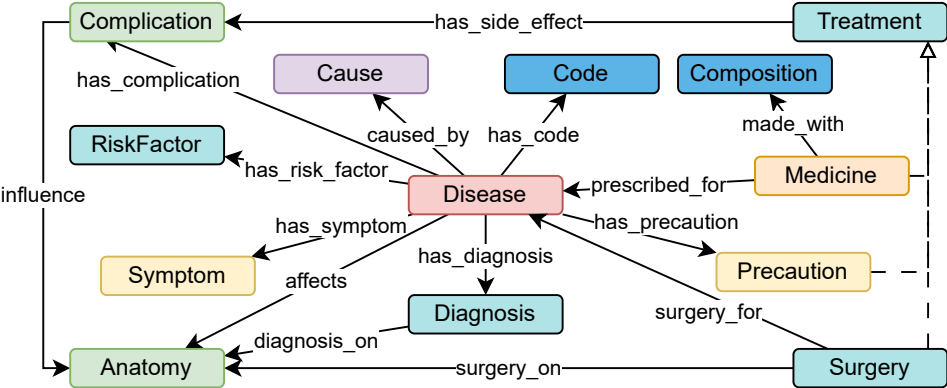 Complication
has_side_effect
Treatment
has_complication
Cause
Code
Composition
caused_by
has_code
made_with
RiskFactor
has_risk_factor
Medicine
influence
Disease
prescribed_for
has_symptom
has_precaution
Symptom
affects
has_diagnosis
Precaution
Diagnosis
surgery_for
diagnosis_on
Anatomy
surgery_on
Surgery